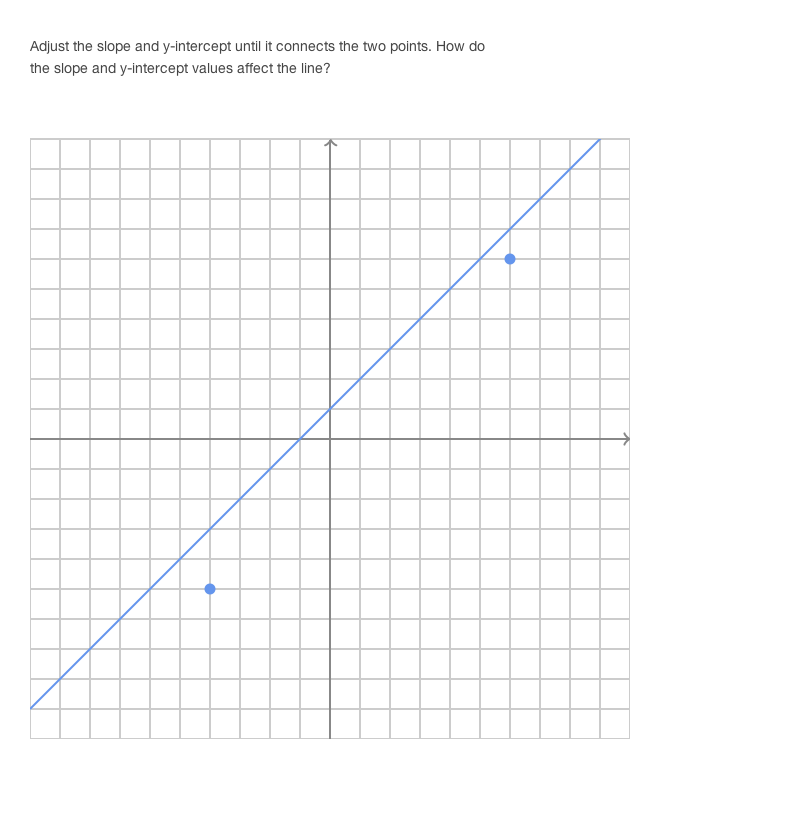 Adjust the slope and y-intercept until it connects the two points. How do
the slope and y-intercept values affect the line?